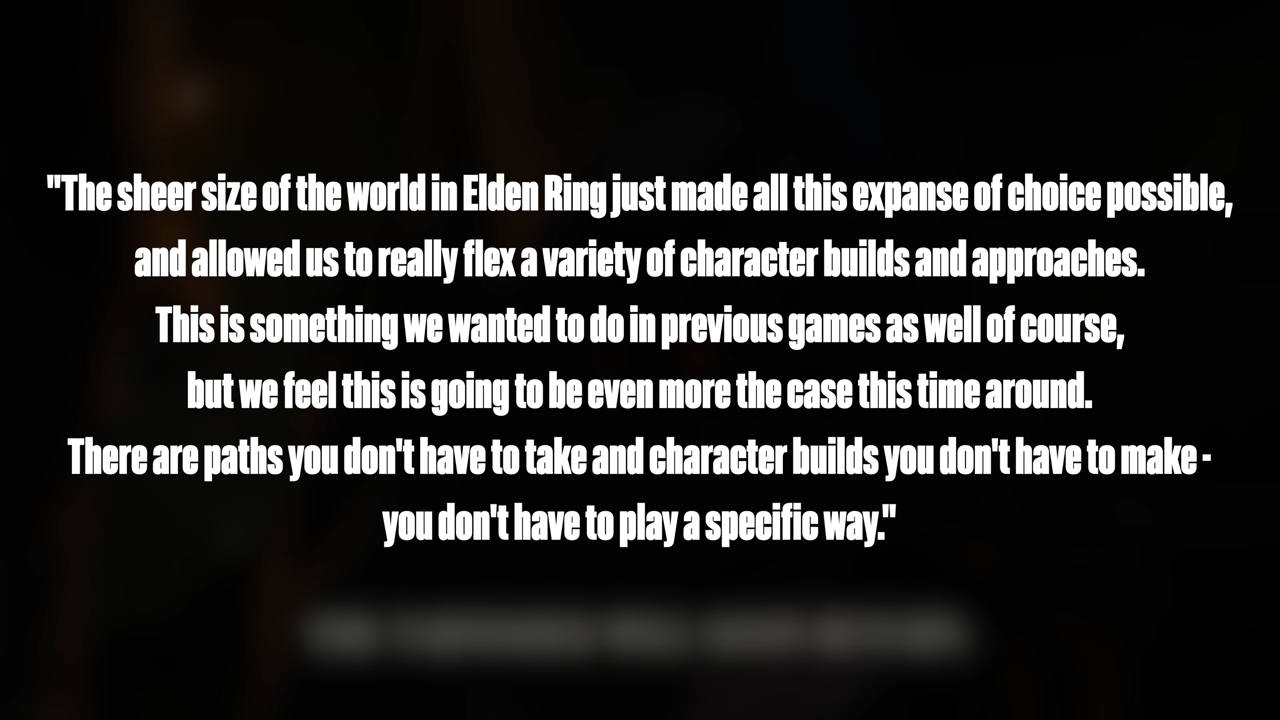 "The sheer size of the world in Elden Ring just made all this expanse of choice possible,
and allowed us to really flex a variety of character builds and approaches.
This is something we wanted to do in previous games as well of course,
but we feel this is going to be even more the case this time around.
There are paths you don't have to take and character builds you don't have to make -
you don't have to play a specific way."